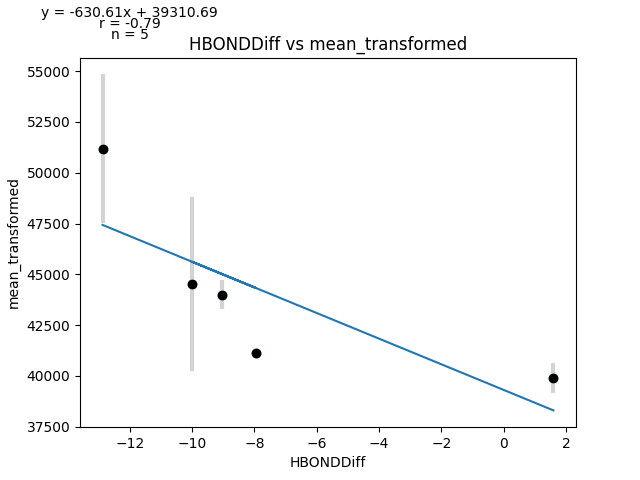 y = -630.61x + 39310.69
r = -0.79
n = 5
HBONDDiff vs mean_transformed
55000
52500
50000
47500
45000
42500
40000
37500
mean_transformed
−12 −10 −8 −6 −4 −2 0 2
HBONDDiff